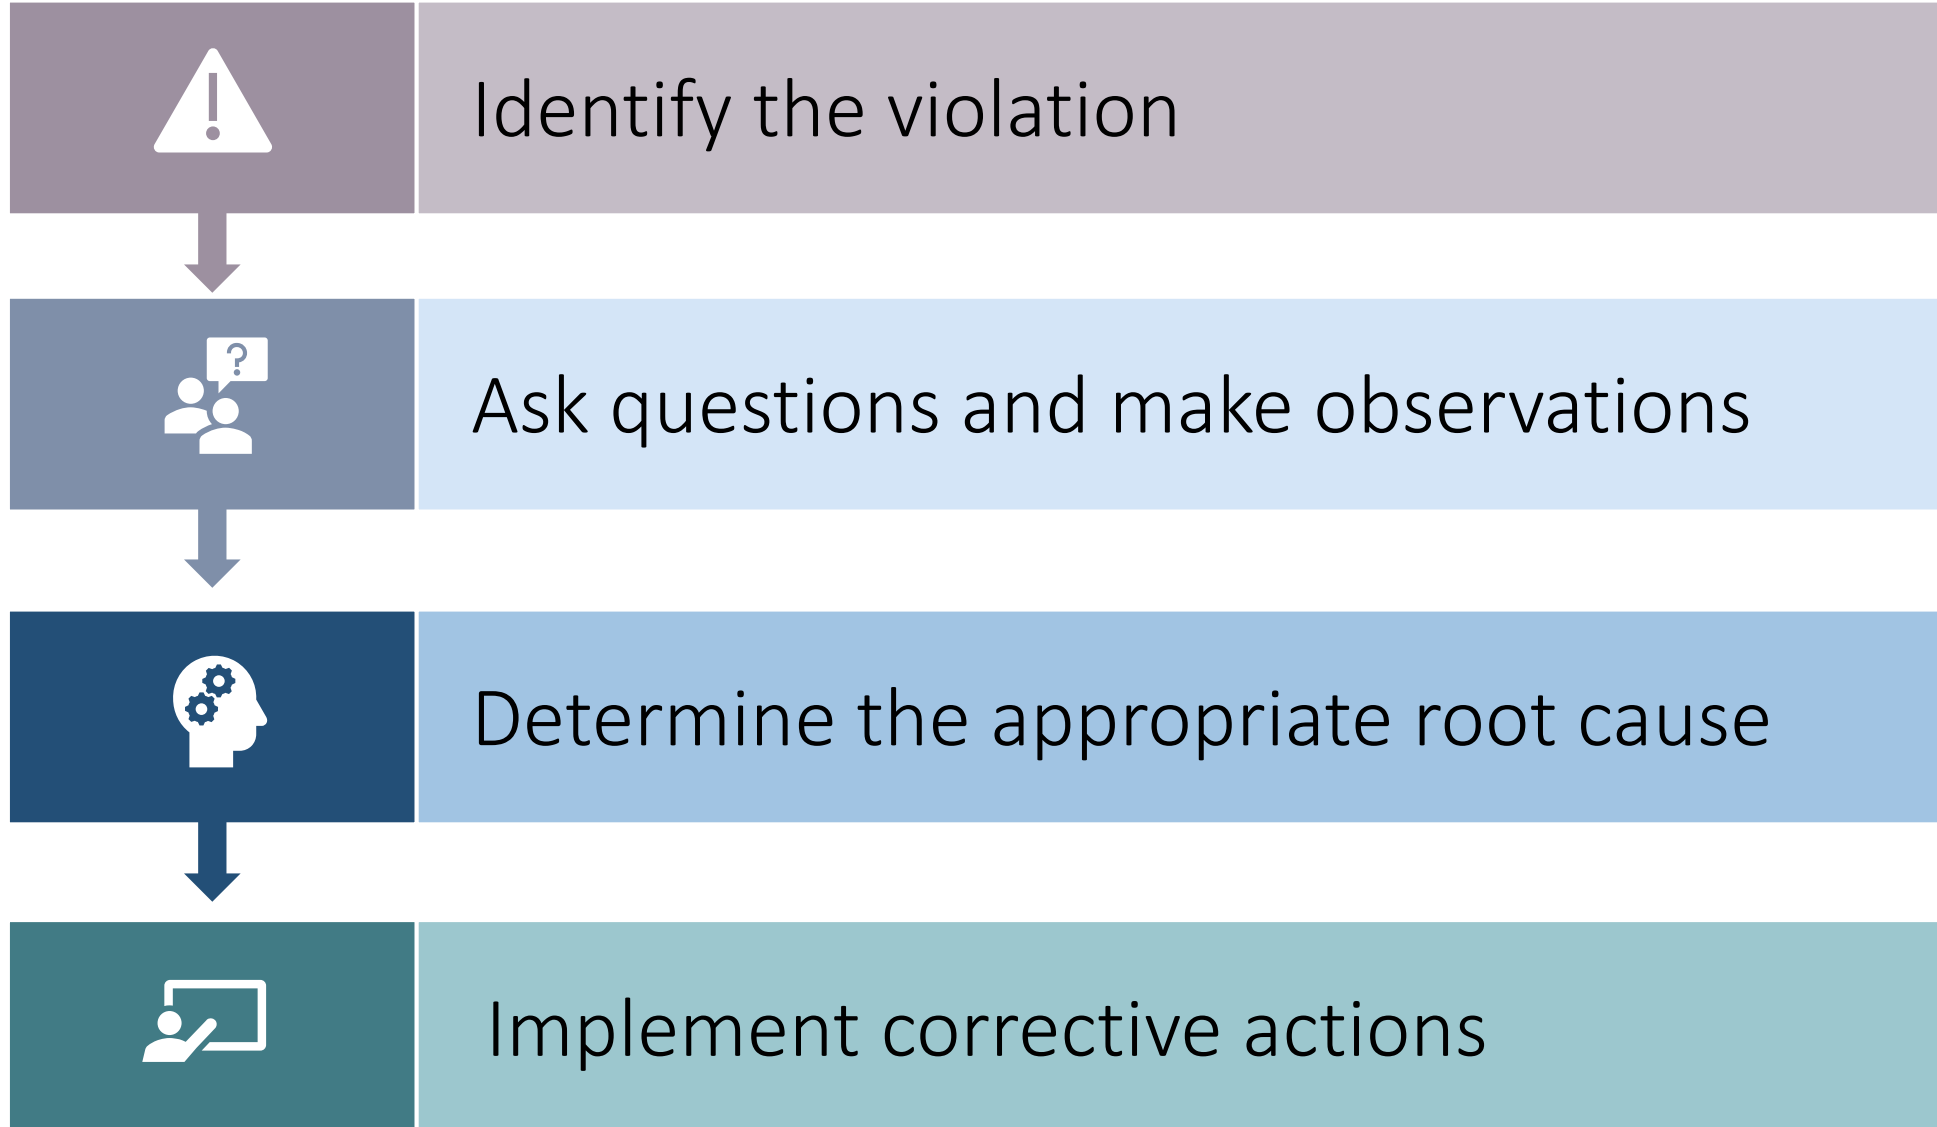 Identify the violation
?
Ask questions and make observations
Determine the appropriate root cause
Implement corrective actions